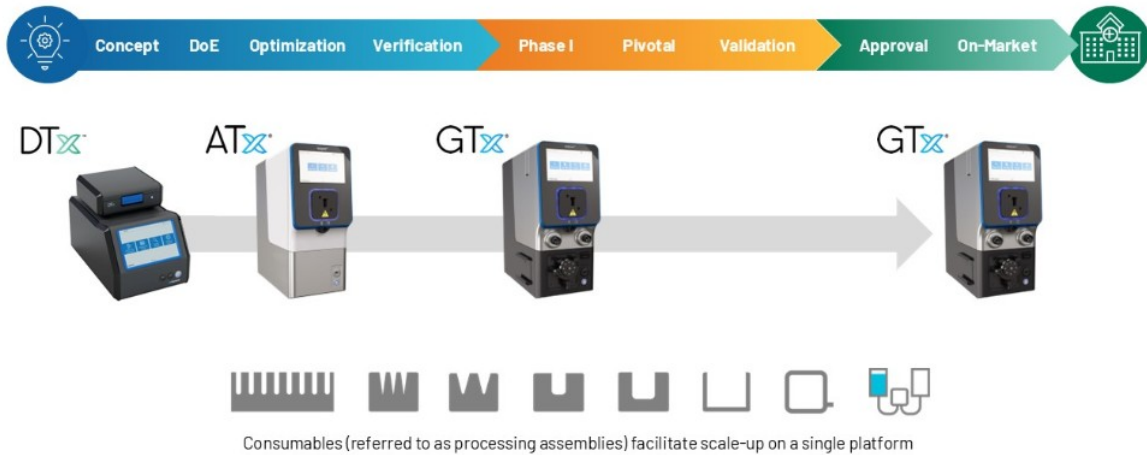 Concept DoE Optimization Verification Phase I Pivotal Validation Approval On-Market
DTx™ ATx® GTx® GTx®
Consumables (referred to as processing assemblies) facilitate scale-up on a single platform